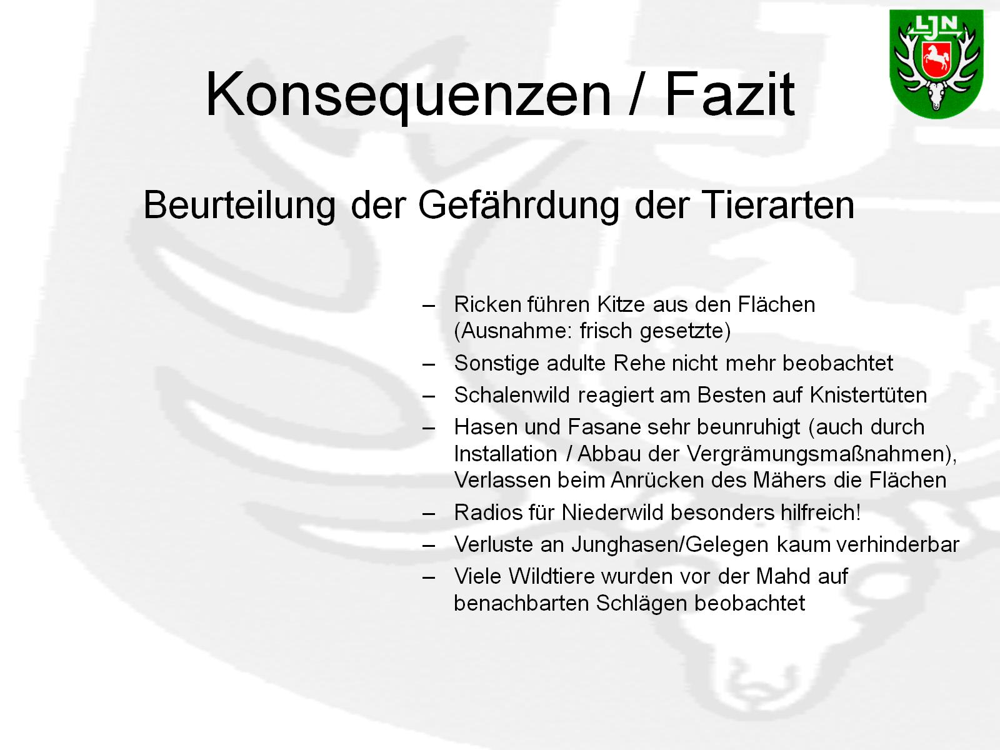 LJN
Konsequenzen / Fazit
Beurteilung der Gefährdung der Tierarten
– Ricken führen Kitze aus den Flächen
(Ausnahme: frisch gesetzte)
– Sonstige adulte Rehe nicht mehr beobachtet
– Schalenwild reagiert am Besten auf Knistertüten
– Hasen und Fasane sehr beunruhigt (auch durch
Installation / Abbau der Vergrämungsmaßnahmen),
Verlassen beim Anrücken des Mähers die Flächen
– Radios für Niederwild besonders hilfreich!
– Verluste an Junghasen/Gelegen kaum verhinderbar
– Viele Wildtiere wurden vor der Mahd auf
benachbarten Schlägen beobachtet